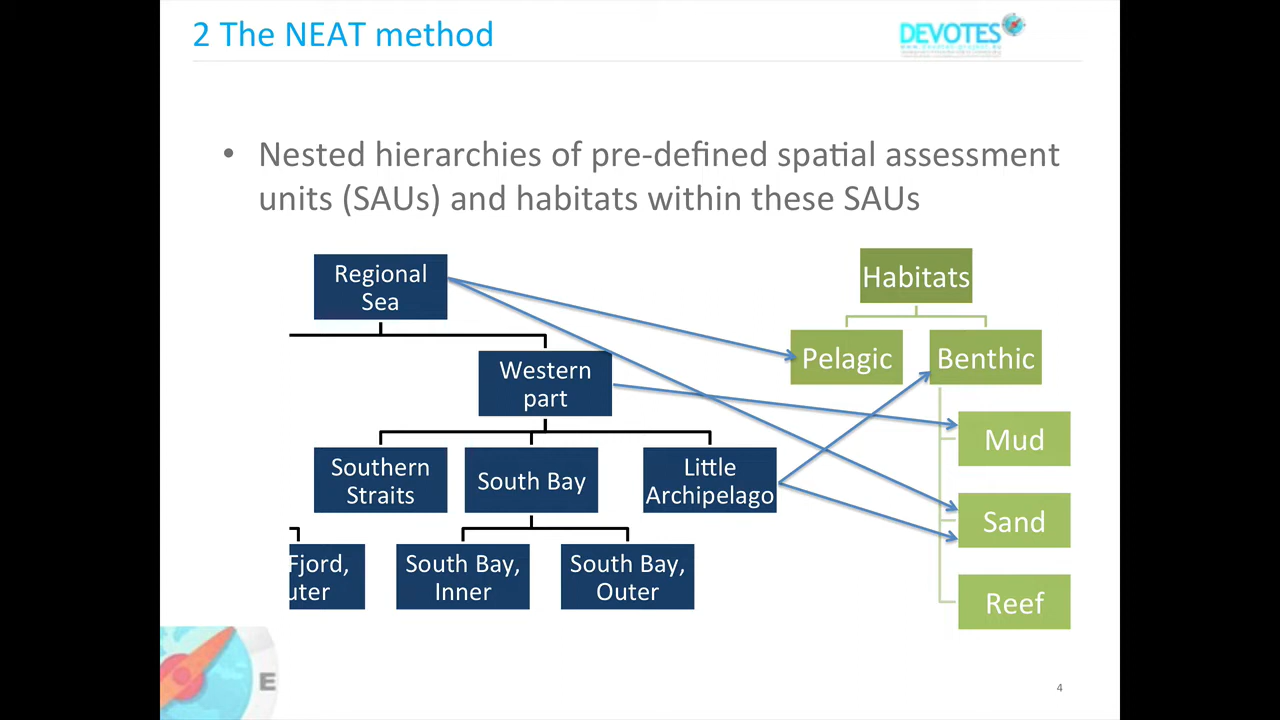 2 The NEAT method
DEVOTES
• Nested hierarchies of pre-defined spatial assessment
units (SAUs) and habitats within these SAUs
Regional
Sea
Habitats
Western
part
Pelagic
Benthic
Southern
Straits
South Bay
Little
Archipelago
Mud
Sand
Fjord,
uter
South Bay,
Inner
South Bay,
Outer
Reef
E
4